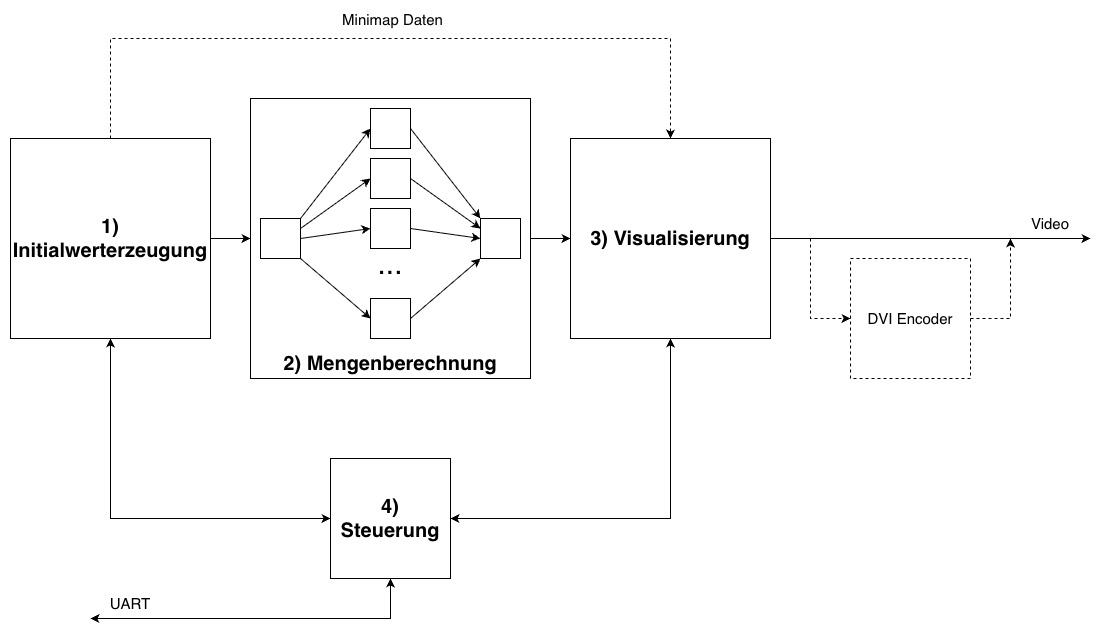 Minimap Daten
1)
Initialwerterzeugung
...
2) Mengenberechnung
3) Visualisierung
Video
DVI Encoder
4)
Steuerung
UART